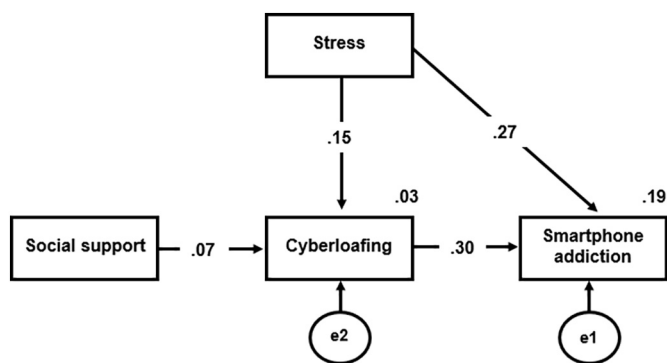 Stress
.15
.27
.03
.19
Social support
.07
Cyberloafing
.30
Smartphone
addiction
e2
e1